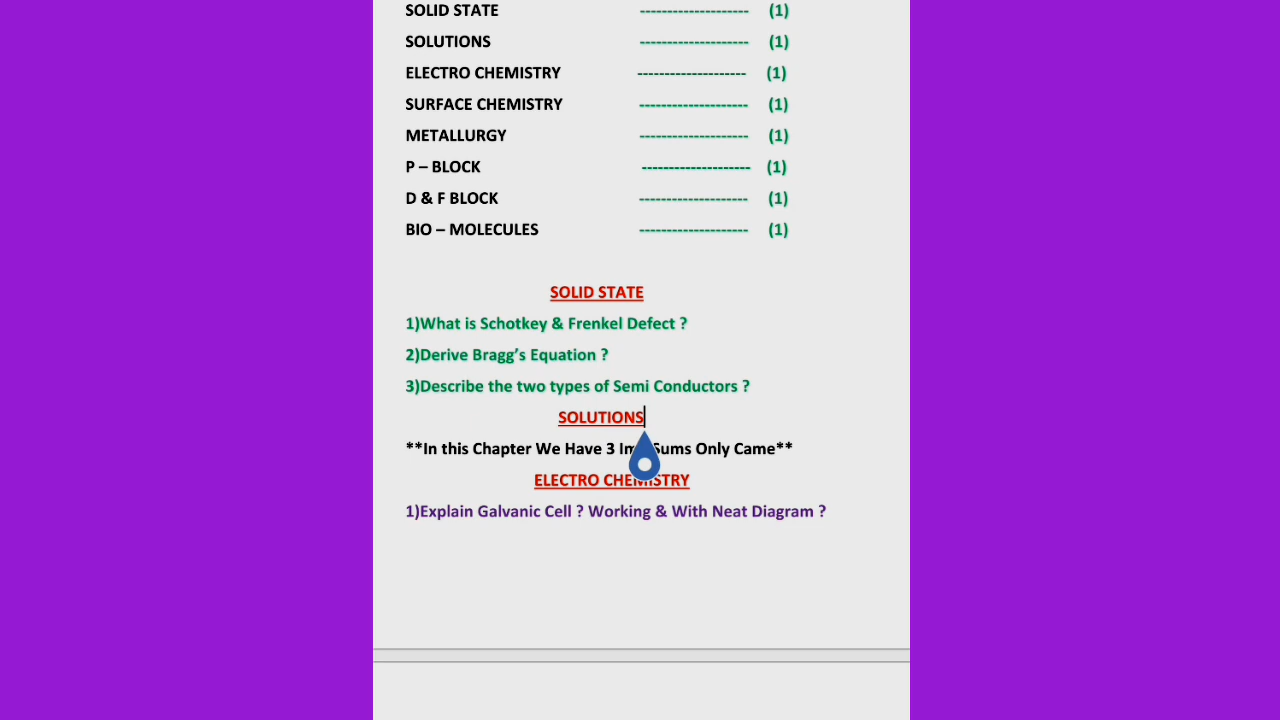 SOLID STATE -------------------- (1)
SOLUTIONS -------------------- (1)
ELECTRO CHEMISTRY -------------------- (1)
SURFACE CHEMISTRY -------------------- (1)
METALLURGY -------------------- (1)
P – BLOCK -------------------- (1)
D & F BLOCK -------------------- (1)
BIO – MOLECULES -------------------- (1)
SOLID STATE
1)What is Schotkey & Frenkel Defect ?
2)Derive Bragg’s Equation ?
3)Describe the two types of Semi Conductors ?
SOLUTIONS
**In this Chapter We Have 3 Sums Only Came**
ELECTRO CHEMISTRY
1)Explain Galvanic Cell ? Working & With Neat Diagram ?